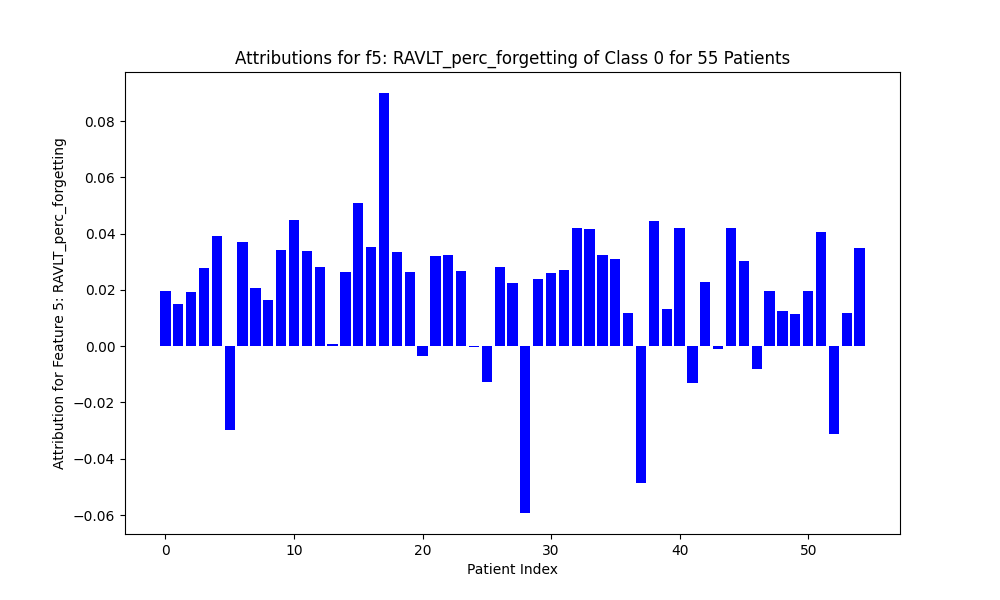 Attributions for f5: RAVLT_perc_forgetting of Class 0 for 55 Patients
Attribution for Feature 5: RAVLT_perc_forgetting
0.08
0.06
0.04
0.02
0.00
−0.02
−0.04
−0.06
0 10 20 30 40 50
Patient Index